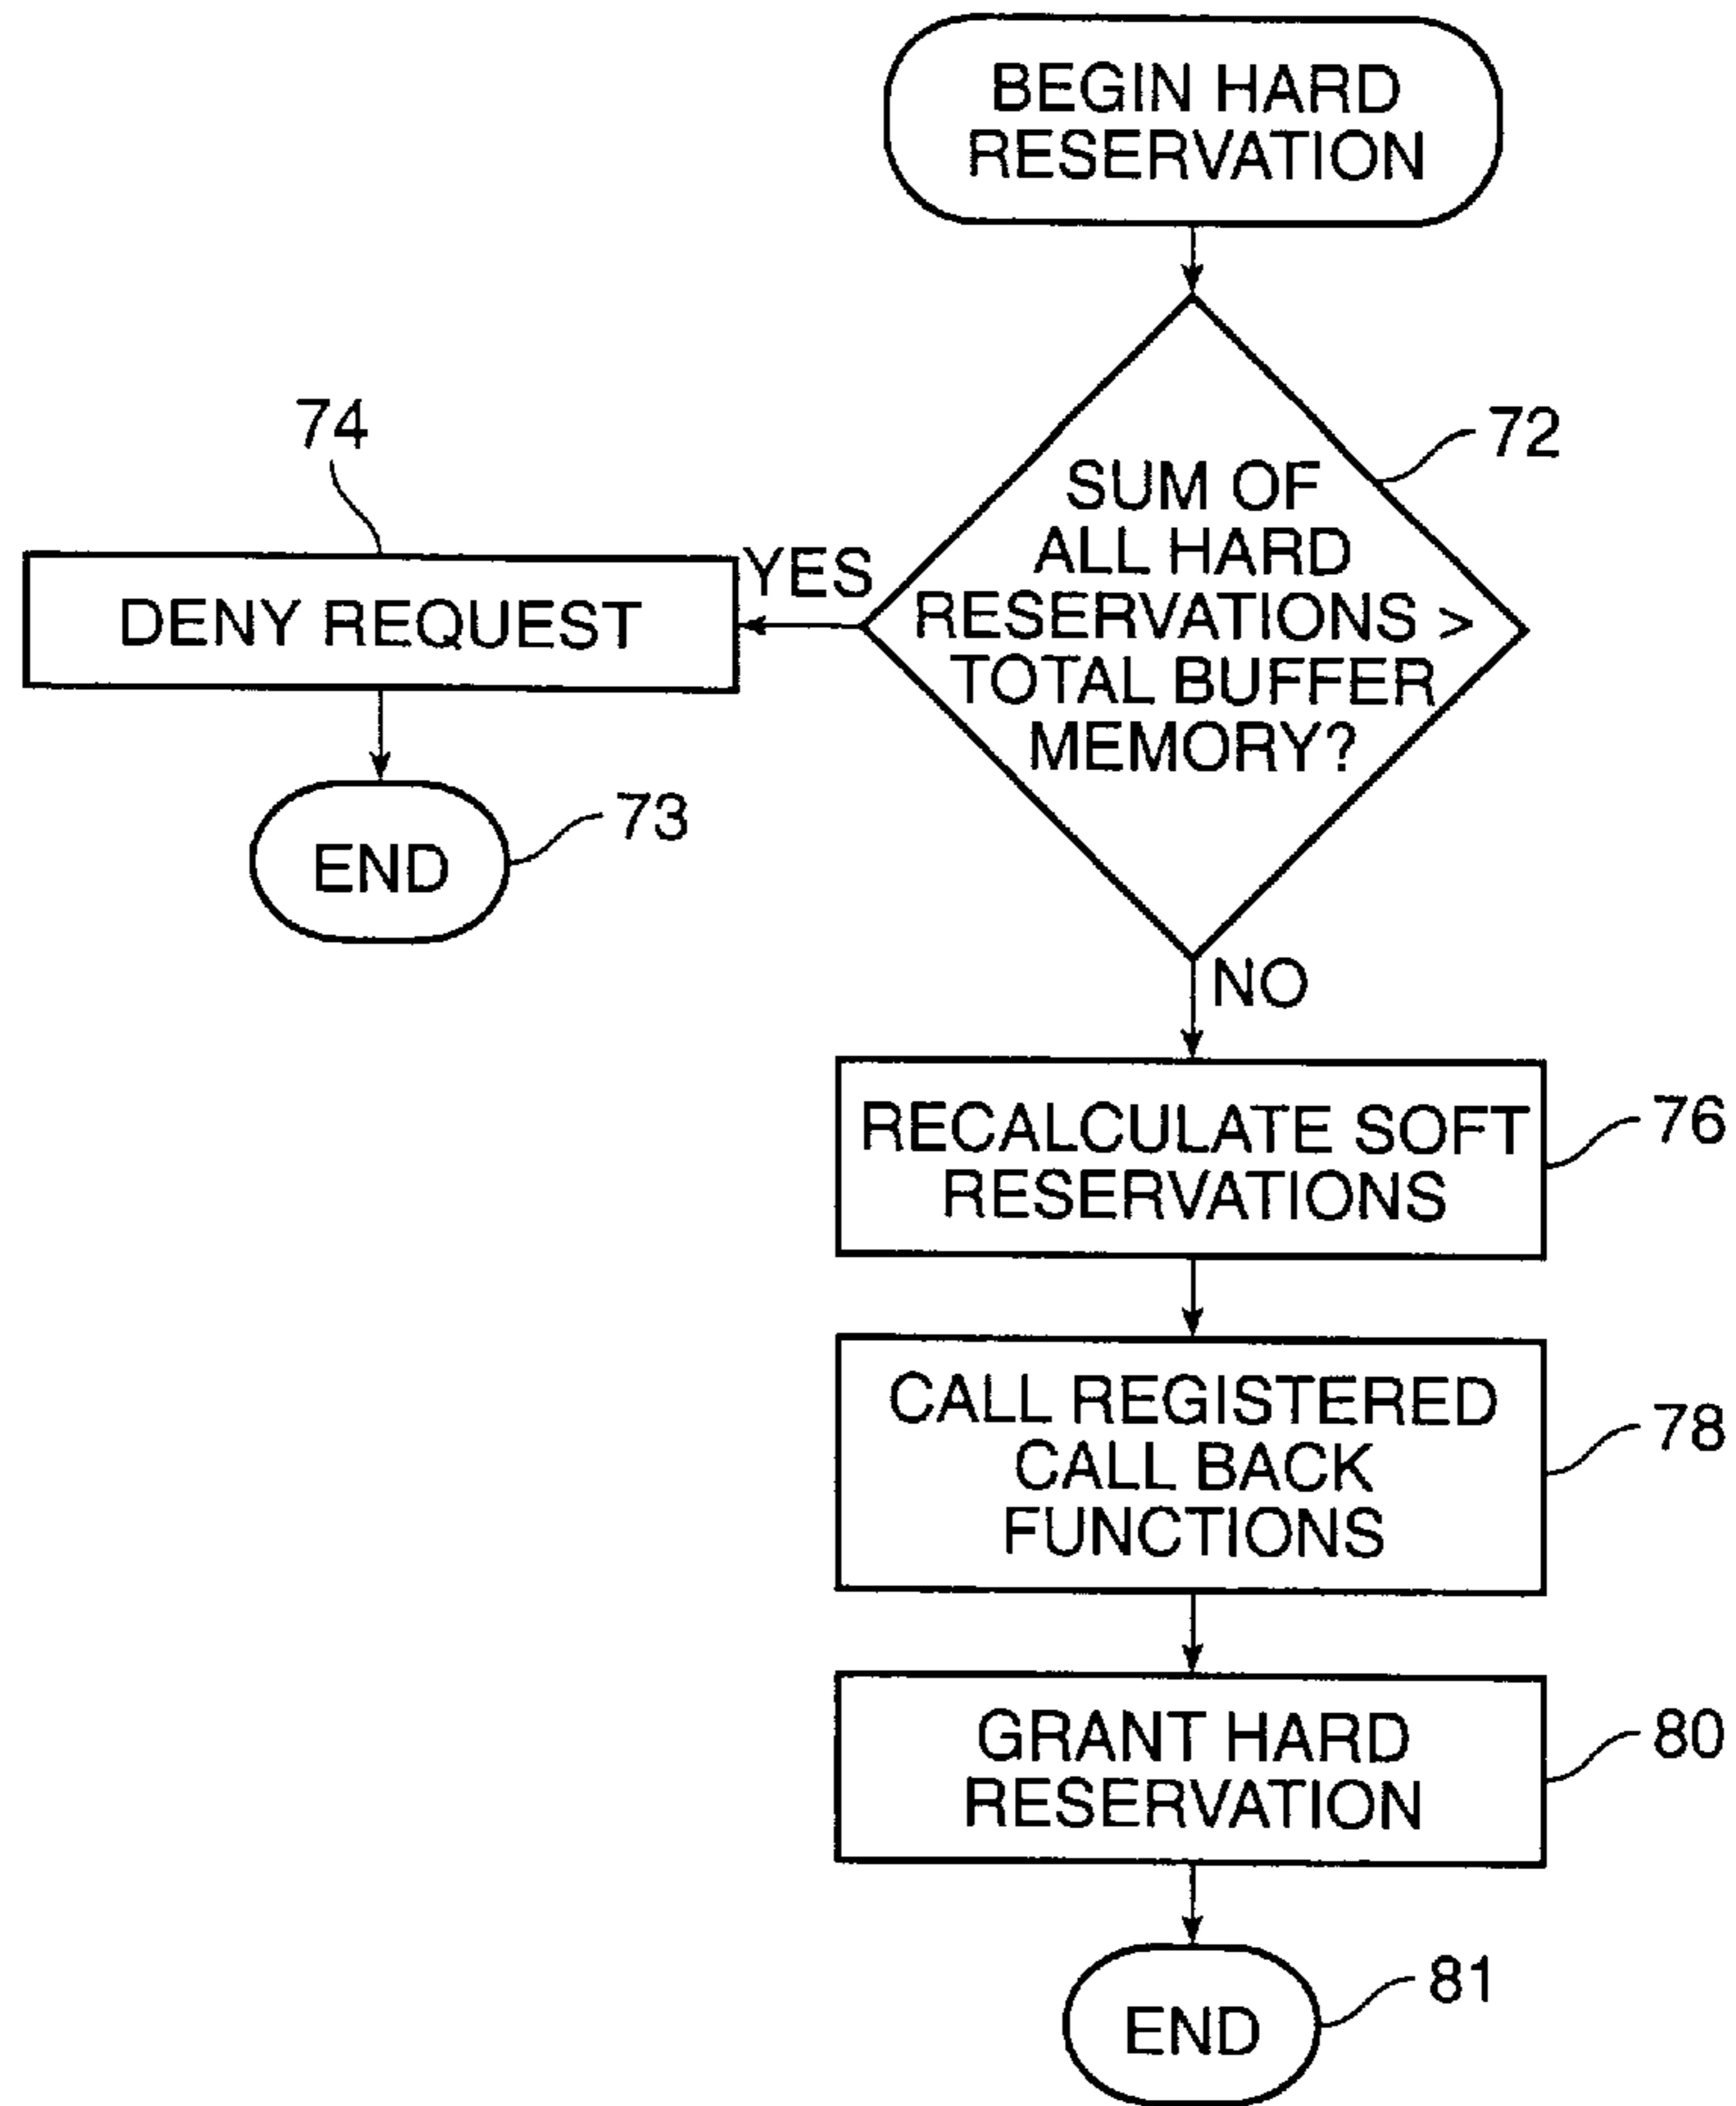 BEGIN HARD
RESERVATION
72
SUM OF
ALL HARD
RESERVATIONS >
TOTAL BUFFER
MEMORY?
YES
74
DENY REQUEST
73
END
NO
76
RECALCULATE SOFT
RESERVATIONS
78
CALL REGISTERED
CALL BACK
FUNCTIONS
80
GRANT HARD
RESERVATION
81
END